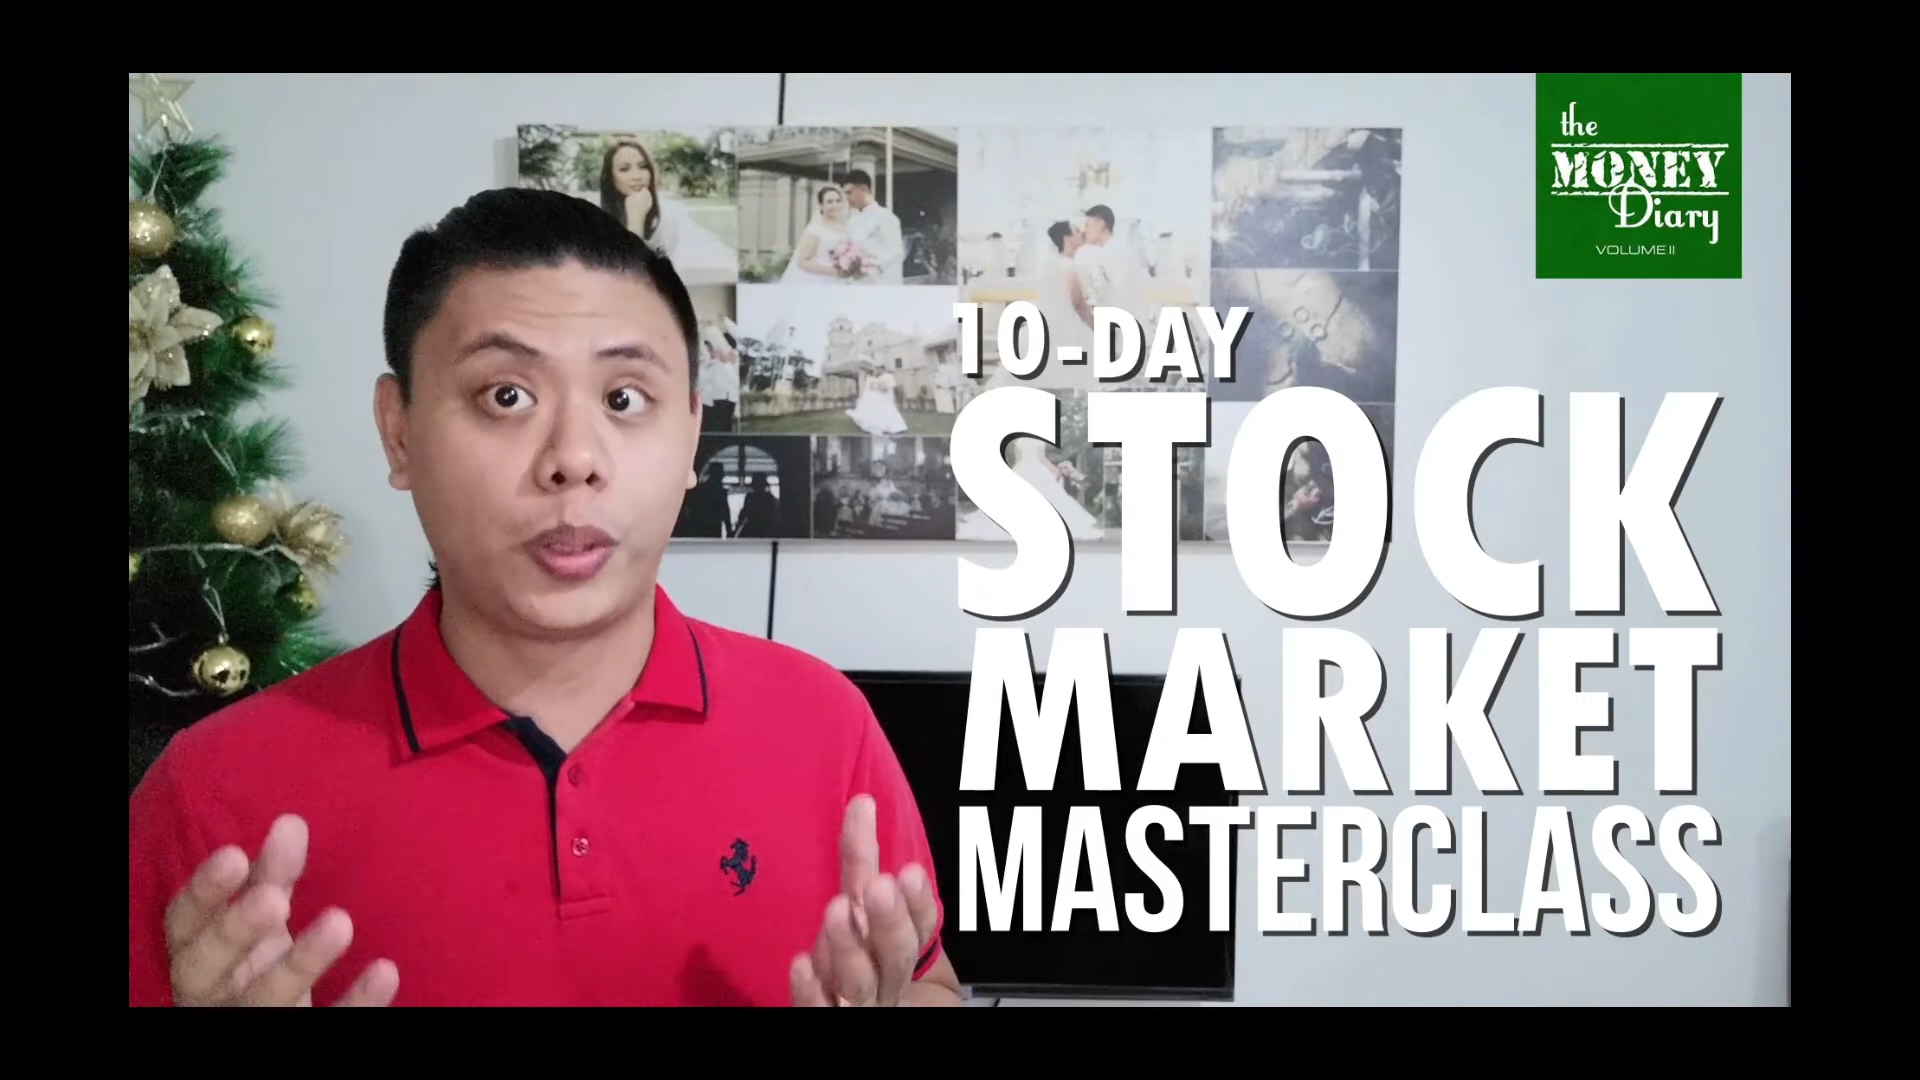 the
MONEY
Diary
VOLUME II
10-DAY
STOCK
MARKET
MASTERCLASS